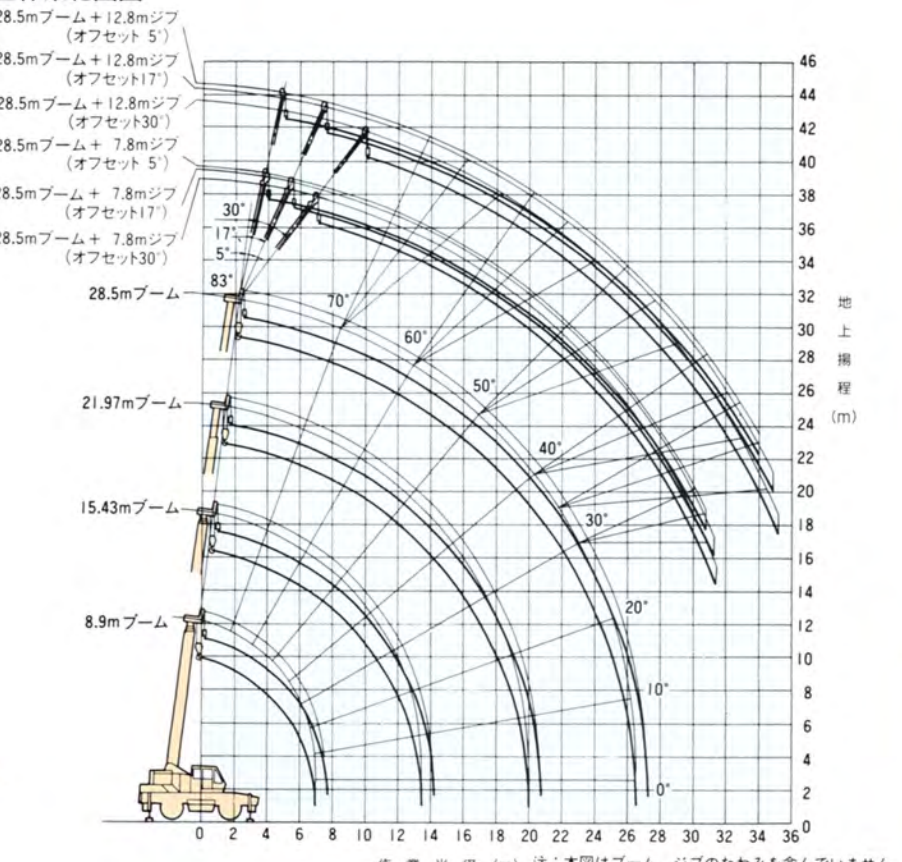 28.5mブーム+12.8mジブ
(オフセット 5°)
28.5mブーム+12.8mジブ
(オフセット17°)
28.5mブーム+12.8mジブ
(オフセット30°)
28.5mブーム+ 7.8mジブ
(オフセット 5°)
28.5mブーム+ 7.8mジブ
(オフセット17°)
28.5mブーム+ 7.8mジブ
(オフセット30°)
28.5mブーム
21.97mブーム
15.43mブーム
8.9mブーム
30°
17°
5°
83°
70°
60°
50°
40°
30°
20°
10°
0°
46
44
42
40
38
36
34
32
30
28
26
24
22
20
18
16
14
12
10
8
6
4
2
0
地上揚程(m)
0 2 4 6 8 10 12 14 16 18 20 22 24 26 28 30 32 34 36
注:本図はブーム、ジブのたわみを含んでいません